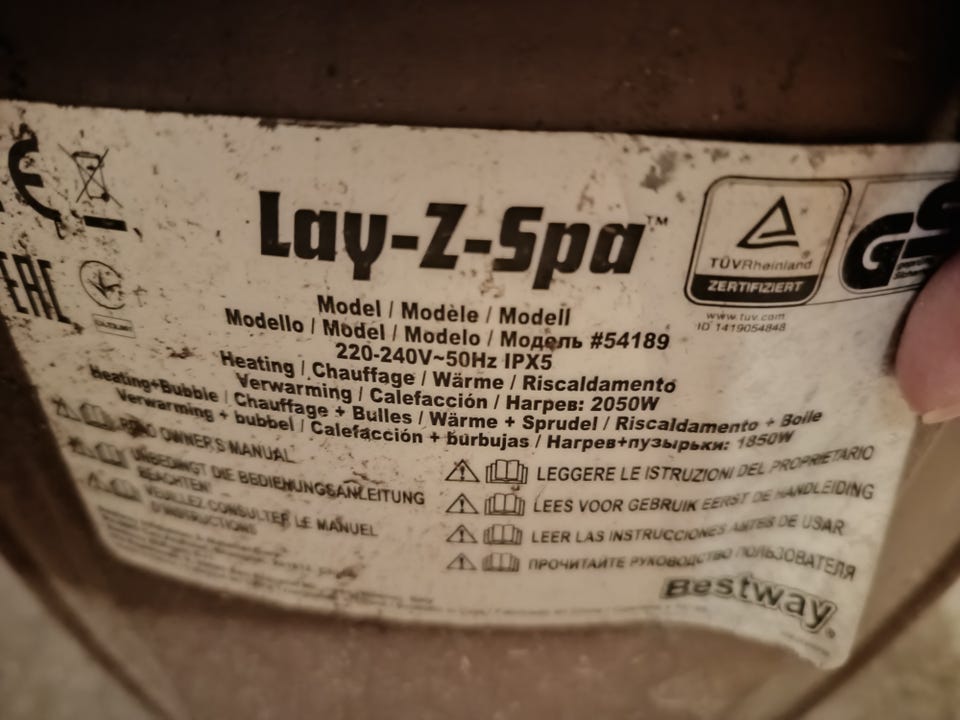 CE
EAC
Lay-Z-Spa™
TÜVRheinland
ZERTIFIZIERT
GS
www.tuv.com
ID 1419054848
Model / Modèle / Modell
Modello / Model / Modelo / Модель #54189
220-240V~50Hz IPX5
Heating / Chauffage / Wärme / Riscaldamento
Verwarming / Calefacción / Нагрев: 2050W
Heating+Bubble / Chauffage + Bulles / Wärme + Sprudel / Riscaldamento + Bolle
Verwarming + bubbel / Calefacción + burbujas / Нагрев+пузырьки: 1850W
READ OWNER'S MANUAL
UNBEDINGT DIE BEDIENUNGSANLEITUNG
BEACHTEN!
VEUILLEZ CONSULTER LE MANUEL
D'INSTRUCTIONS
LEGGERE LE ISTRUZIONI DEL PROPRIETARIO
LEES VOOR GEBRUIK EERST DE HANDLEIDING
LEER LAS INSTRUCCIONES ANTES DE USAR
ПРОЧИТАЙТЕ РУКОВОДСТВО ПОЛЬЗОВАТЕЛЯ
Bestway®